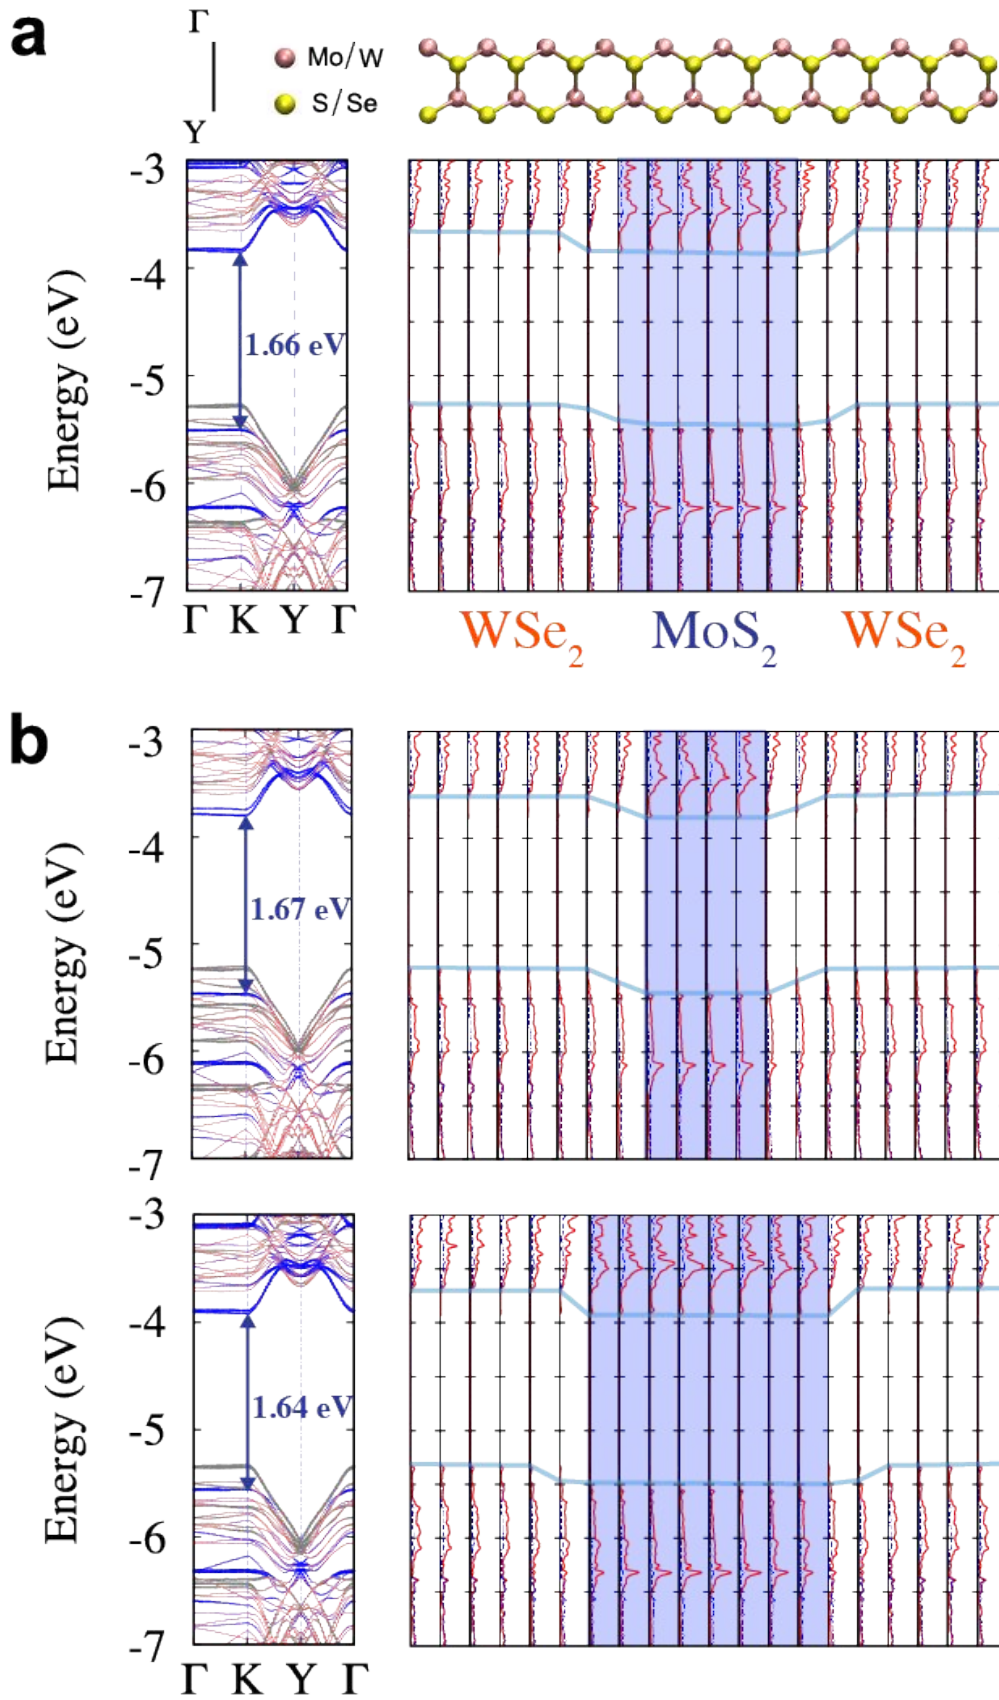 a
Γ
Y
Mo/W
S/Se
Energy (eV)
-3
-4
-5
-6
-7
1.66 eV
Γ K Y Γ
WSe2 MoS2 WSe2
b
Energy (eV)
-3
-4
-5
-6
-7
1.67 eV
Energy (eV)
-3
-4
-5
-6
-7
1.64 eV
Γ K Y Γ